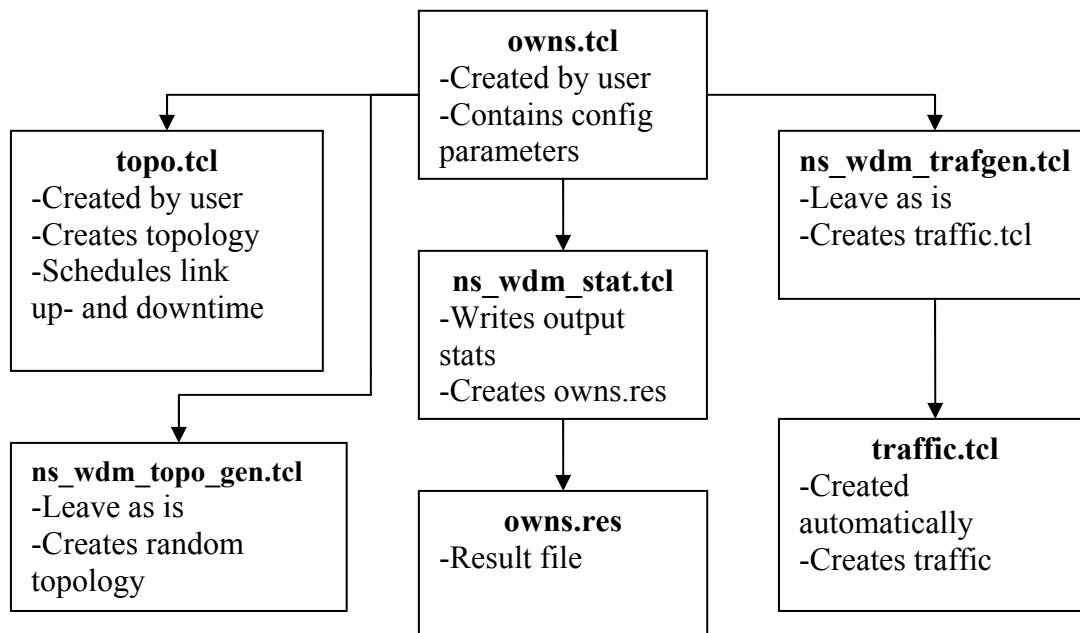 owns.tcl
-Created by user
-Contains config
parameters
topo.tcl
-Created by user
-Creates topology
-Schedules link
up- and downtime
ns_wdm_trafgen.tcl
-Leave as is
-Creates traffic.tcl
ns_wdm_stat.tcl
-Writes output
stats
-Creates owns.res
ns_wdm_topo_gen.tcl
-Leave as is
-Creates random
topology
owns.res
-Result file
traffic.tcl
-Created
automatically
-Creates traffic